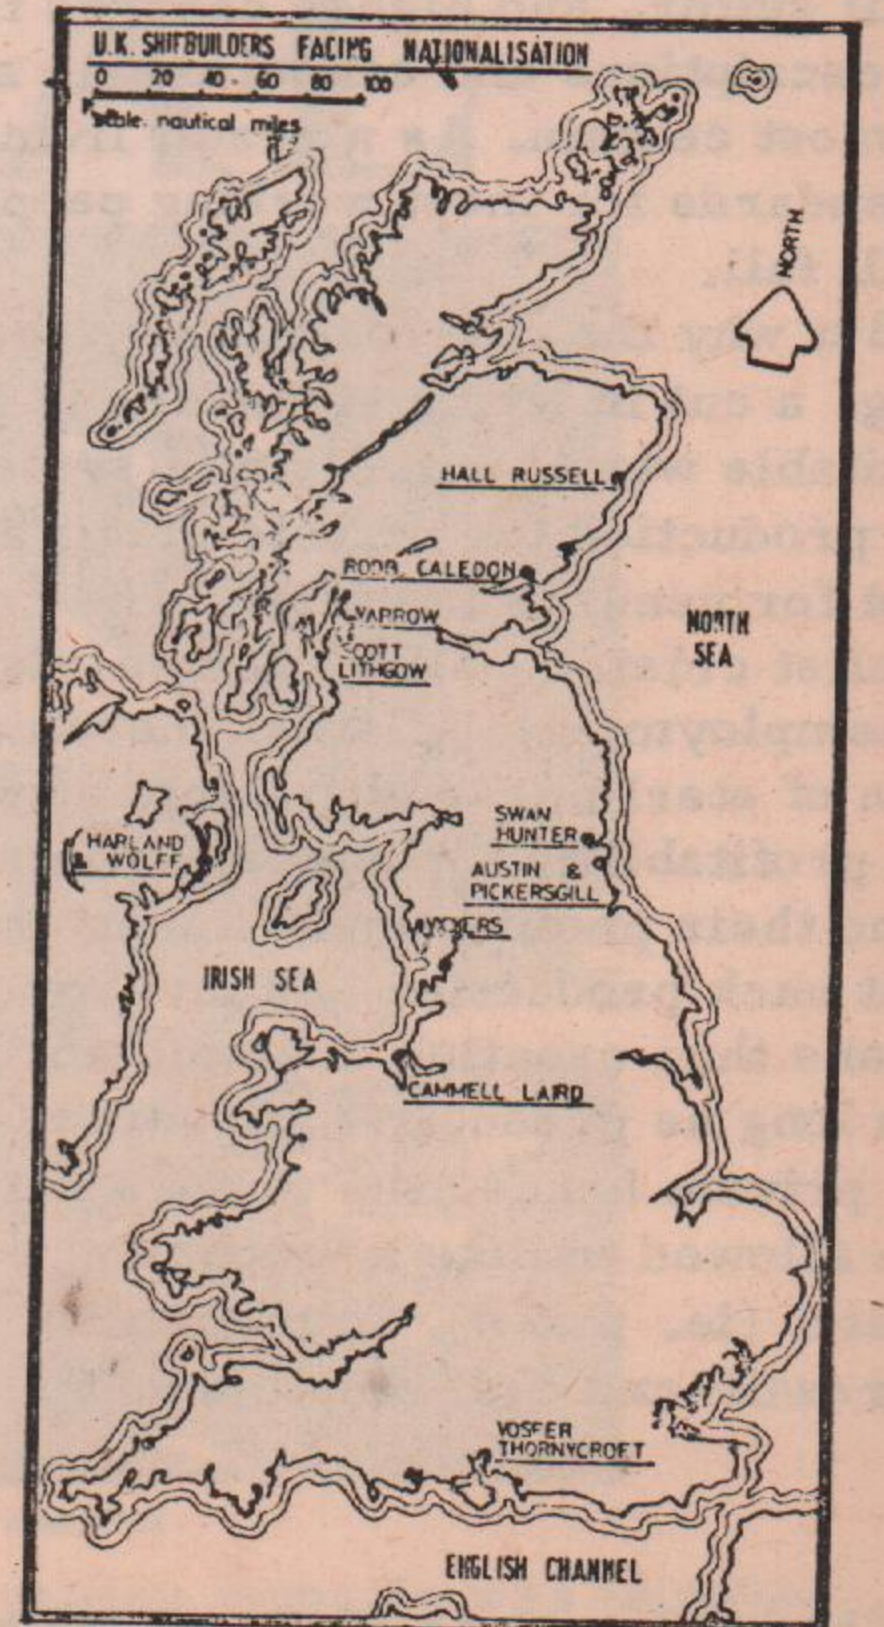 U.K. SHIPBUILDERS FACING NATIONALISATION
0 20 40 60 80 100
scale. nautical miles
NORTH
HALL RUSSELL
ROBB CALEDON
YARROW
SCOTT
LITHGOW
NORTH
SEA
SWAN
HUNTER
HARLAND
& WOLFF
AUSTIN &
PICKERSGILL
VICKERS
IRISH SEA
CAMMELL LAIRD
VOSPER
THORNYCROFT
ENGLISH CHANNEL